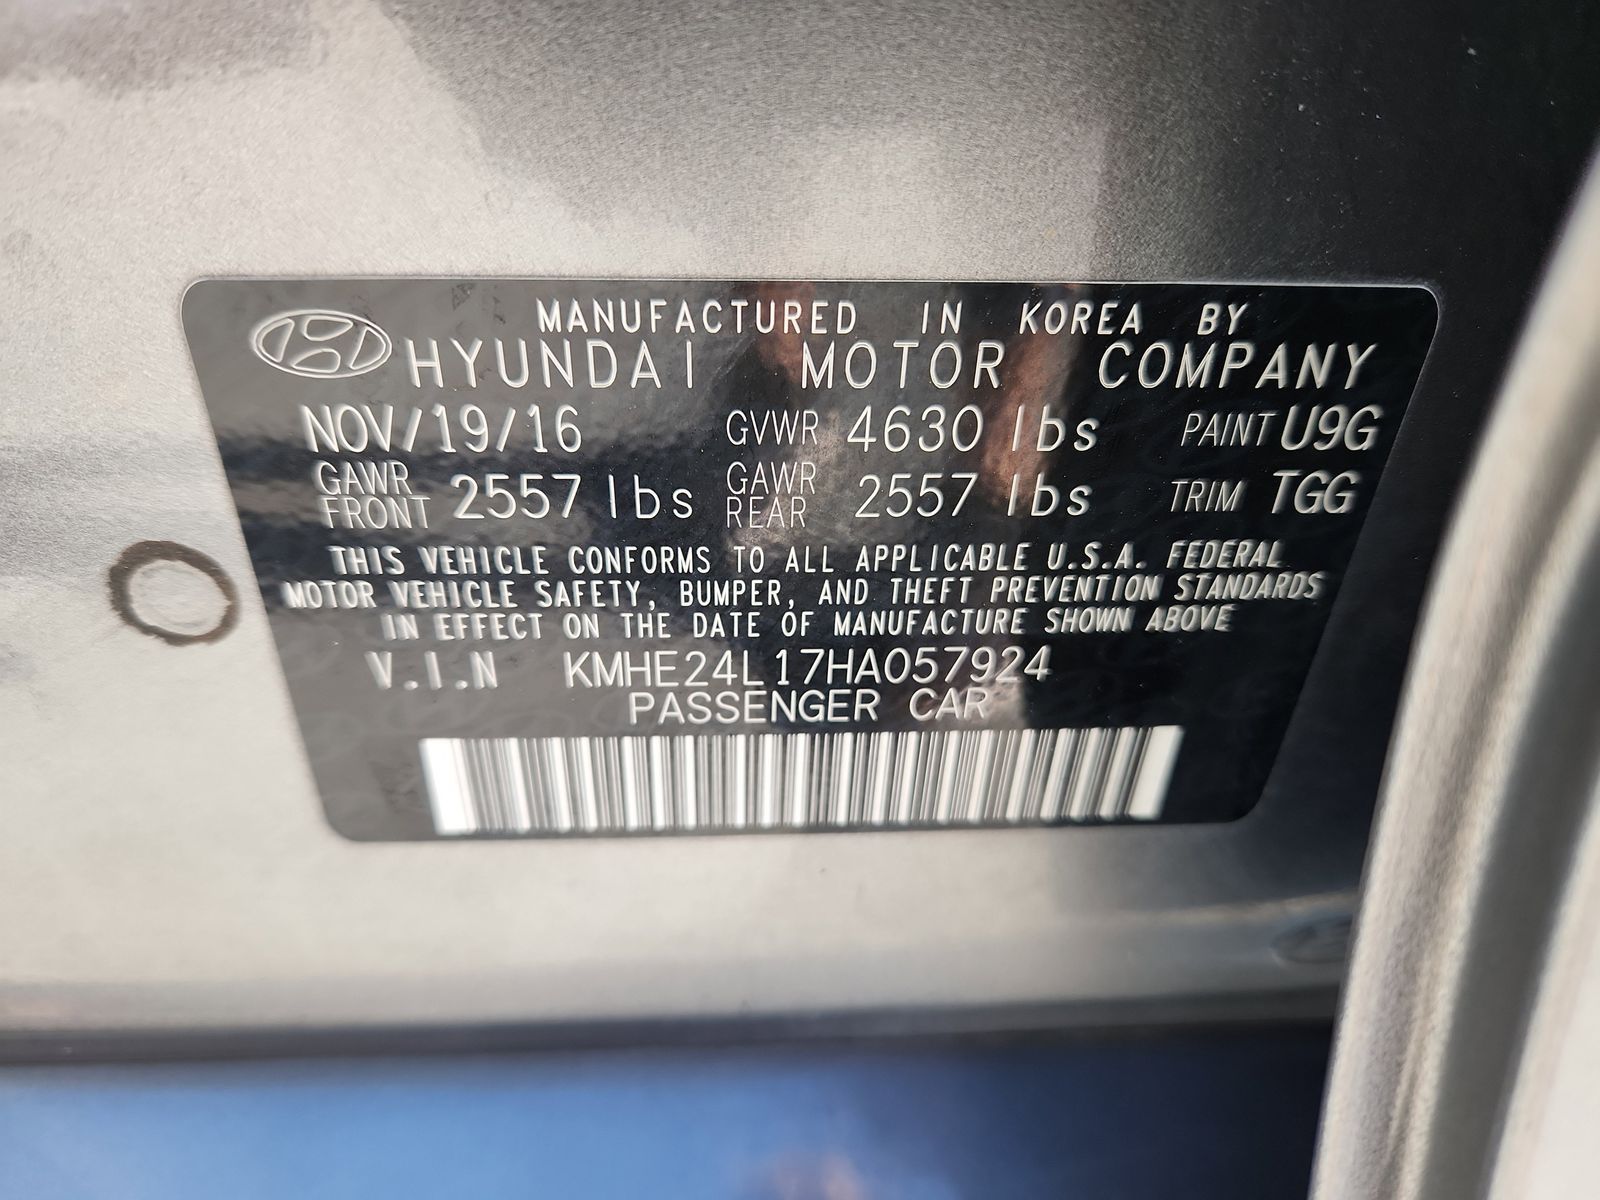 MANUFACTURED IN KOREA BY
HYUNDAI MOTOR COMPANY
NOV/19/16 GVWR 4630 lbs PAINT U9G
GAWR FRONT 2557 lbs GAWR REAR 2557 lbs TRIM TGG
THIS VEHICLE CONFORMS TO ALL APPLICABLE U.S.A. FEDERAL
MOTOR VEHICLE SAFETY, BUMPER, AND THEFT PREVENTION STANDARDS
IN EFFECT ON THE DATE OF MANUFACTURE SHOWN ABOVE
V.I.N KMHE24L17HA057924
PASSENGER CAR